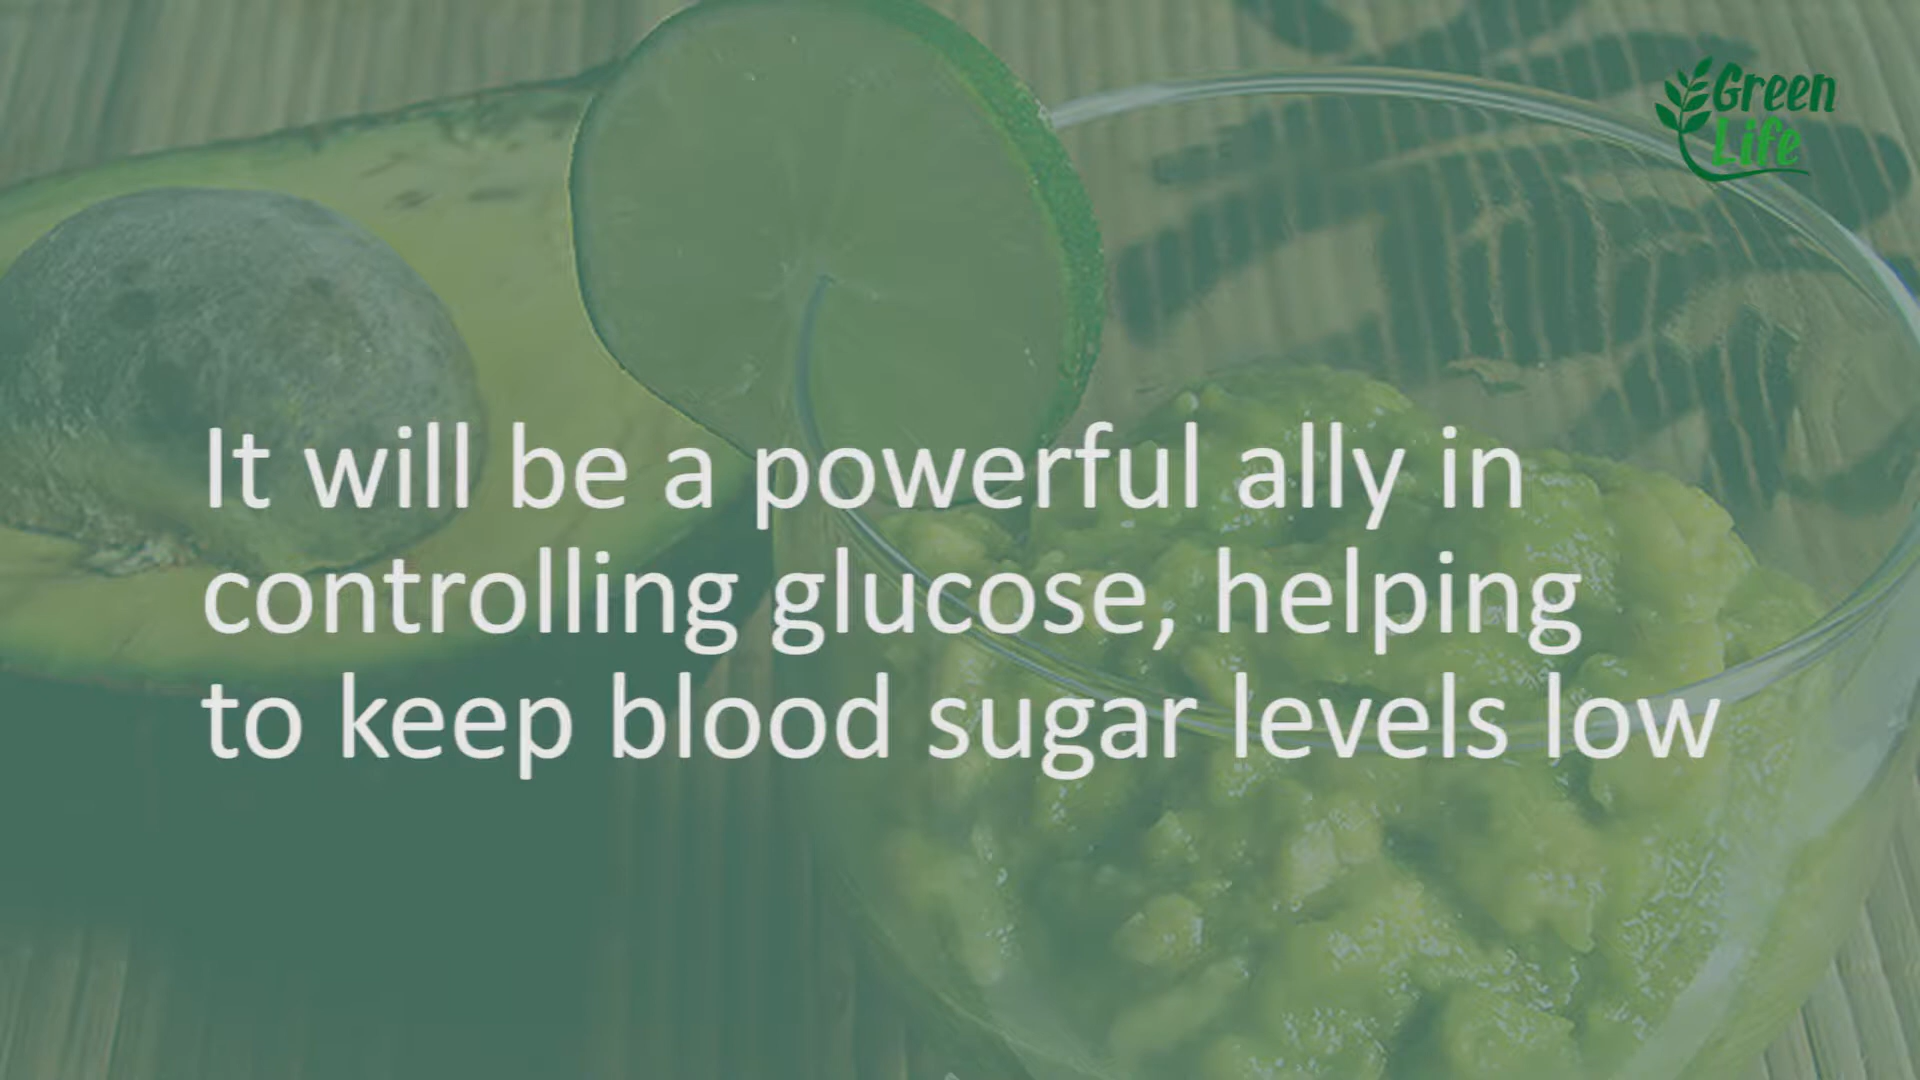 Green
Life
It will be a powerful ally in
controlling glucose, helping
to keep blood sugar levels low